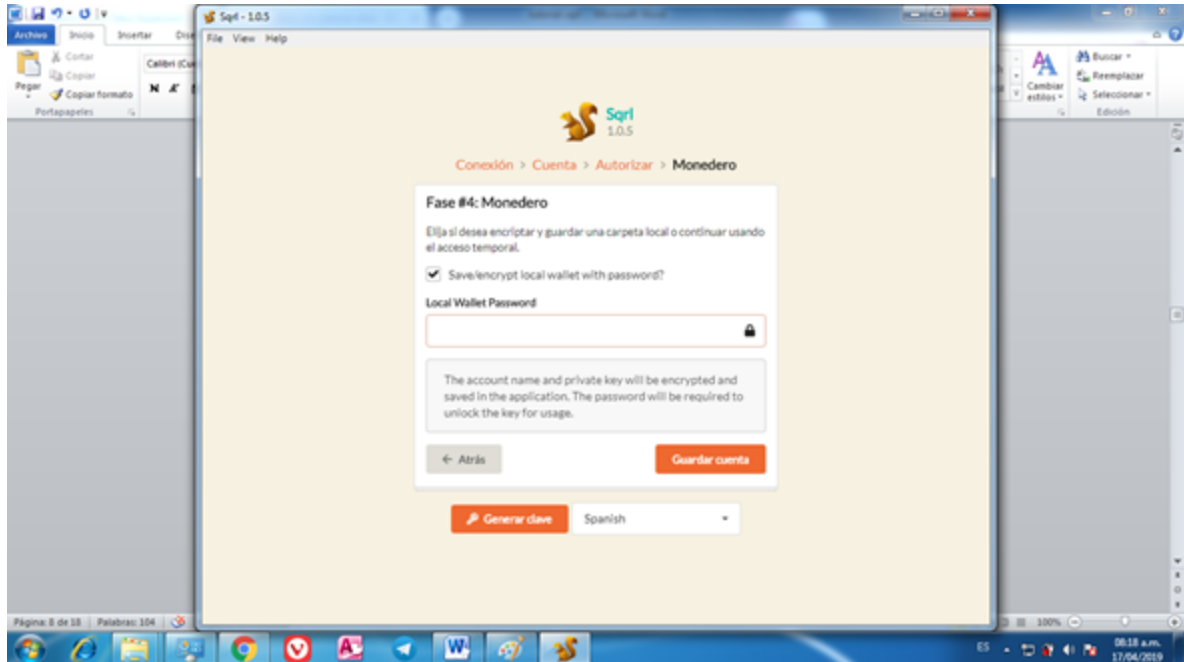 Sqrl - 1.0.5
Archivo Inicio Insertar
File View Help
Cortar
Copiar
Copiar formato
Pegar
Portapapeles
Calibri
N K
Buscar
Reemplazar
Seleccionar
Cambiar estilos
Edición
Sqrl
1.0.5
Conexión > Cuenta > Autorizar > Monedero
Fase #4: Monedero
Elija si desea encriptar y guardar una carpeta local o continuar usando
el acceso temporal.
Save/encrypt local wallet with password?
Local Wallet Password
The account name and private key will be encrypted and
saved in the application. The password will be required to
unlock the key for usage.
← Atrás
Guardar cuenta
Generar clave
Spanish
Página: 8 de 18 Palabras: 104
100%
ES
08:18 a.m.
17/04/2019